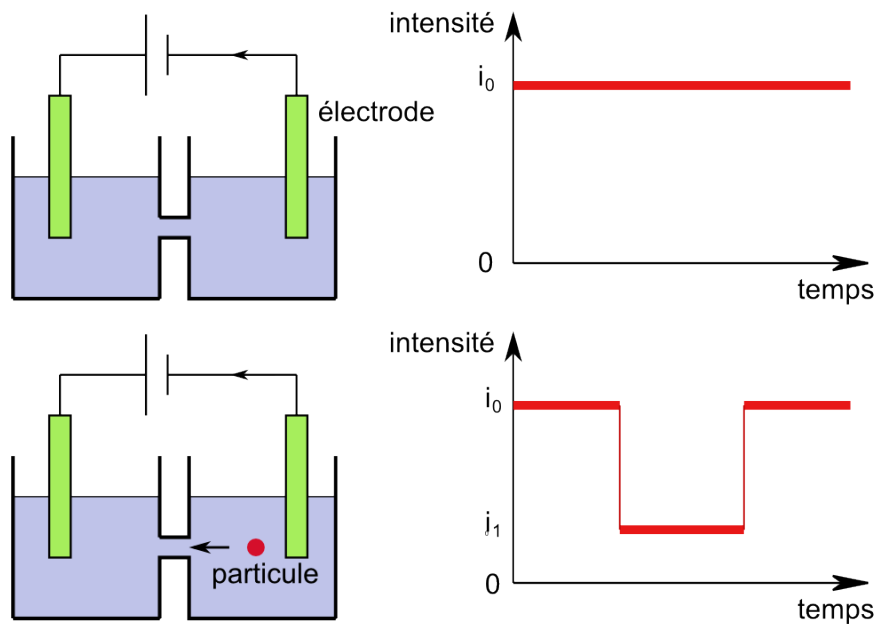 intensité
i₀
électrode
0
temps
intensité
i₀
i₁
particule
0
temps